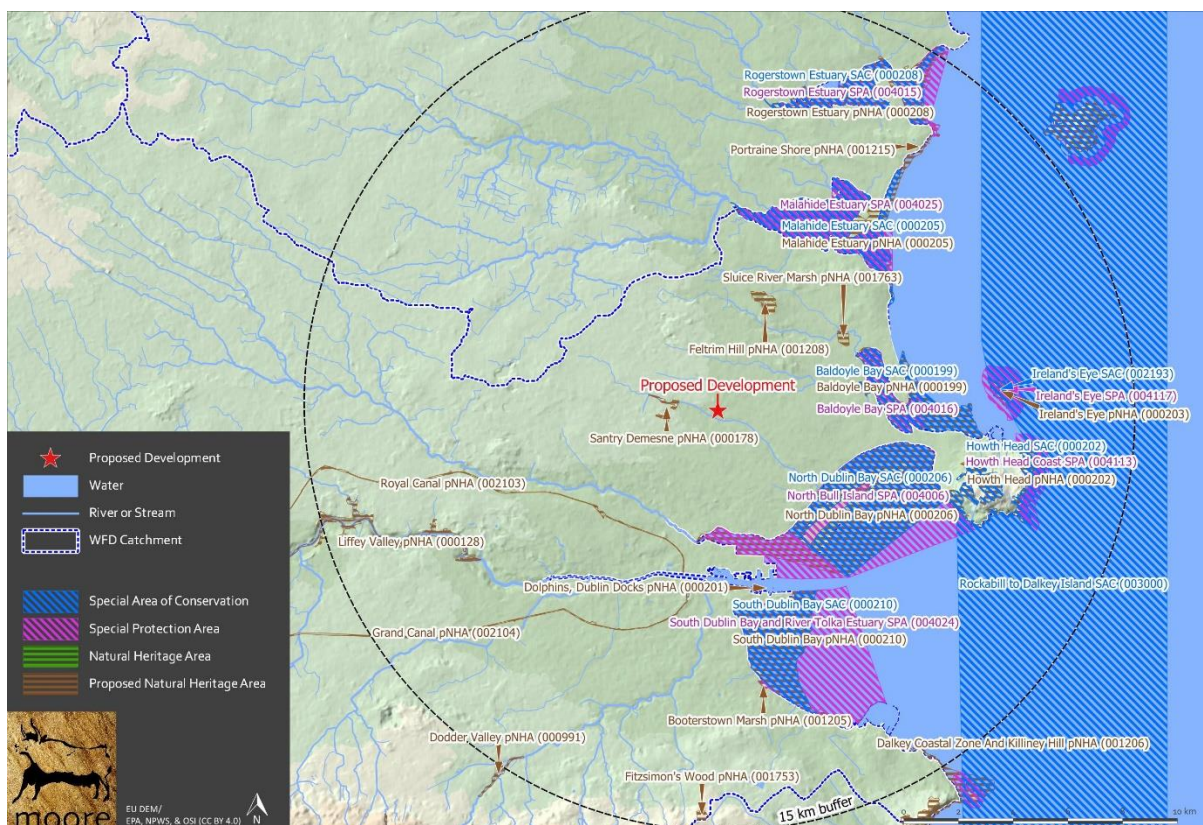 Rogerstown Estuary SAC (000208)
Rogerstown Estuary SPA (004015)
Rogerstown Estuary pNHA (000208)
Portraine Shore pNHA (001215)
Malahide Estuary SPA (004025)
Malahide Estuary SAC (000205)
Malahide Estuary pNHA (000205)
Sluice River Marsh pNHA (001763)
Feltrim Hill pNHA (001208)
Baldoyle Bay SAC (000199)
Baldoyle Bay pNHA (000199)
Baldoyle Bay SPA (004016)
Ireland's Eye SAC (002193)
Ireland's Eye SPA (004117)
Ireland's Eye pNHA (000203)
Proposed Development
Santry Demesne pNHA (000178)
Howth Head SAC (000202)
Howth Head Coast SPA (004113)
Howth Head pNHA (000202)
North Dublin Bay SAC (000206)
North Bull Island SPA (004006)
North Dublin Bay pNHA (000206)
Royal Canal pNHA (002103)
Liffey Valley pNHA (000128)
Dolphins, Dublin Docks pNHA (000201)
Rockabill to Dalkey Island SAC (003000)
South Dublin Bay SAC (000210)
South Dublin Bay and River Tolka Estuary SPA (004024)
South Dublin Bay pNHA (000210)
Grand Canal pNHA (002104)
Booterstown Marsh pNHA (001205)
Dodder Valley pNHA (000991)
Dalkey Coastal Zone And Killiney Hill pNHA (001206)
Fitzsimon's Wood pNHA (001753)
15 km buffer
Proposed Development
Water
River or Stream
WFD Catchment
Special Area of Conservation
Special Protection Area
Natural Heritage Area
Proposed Natural Heritage Area
moore
EU DEM/
EPA, NPWS, & OSI (CC BY 4.0)
N
0 2 4 6 8 10 km